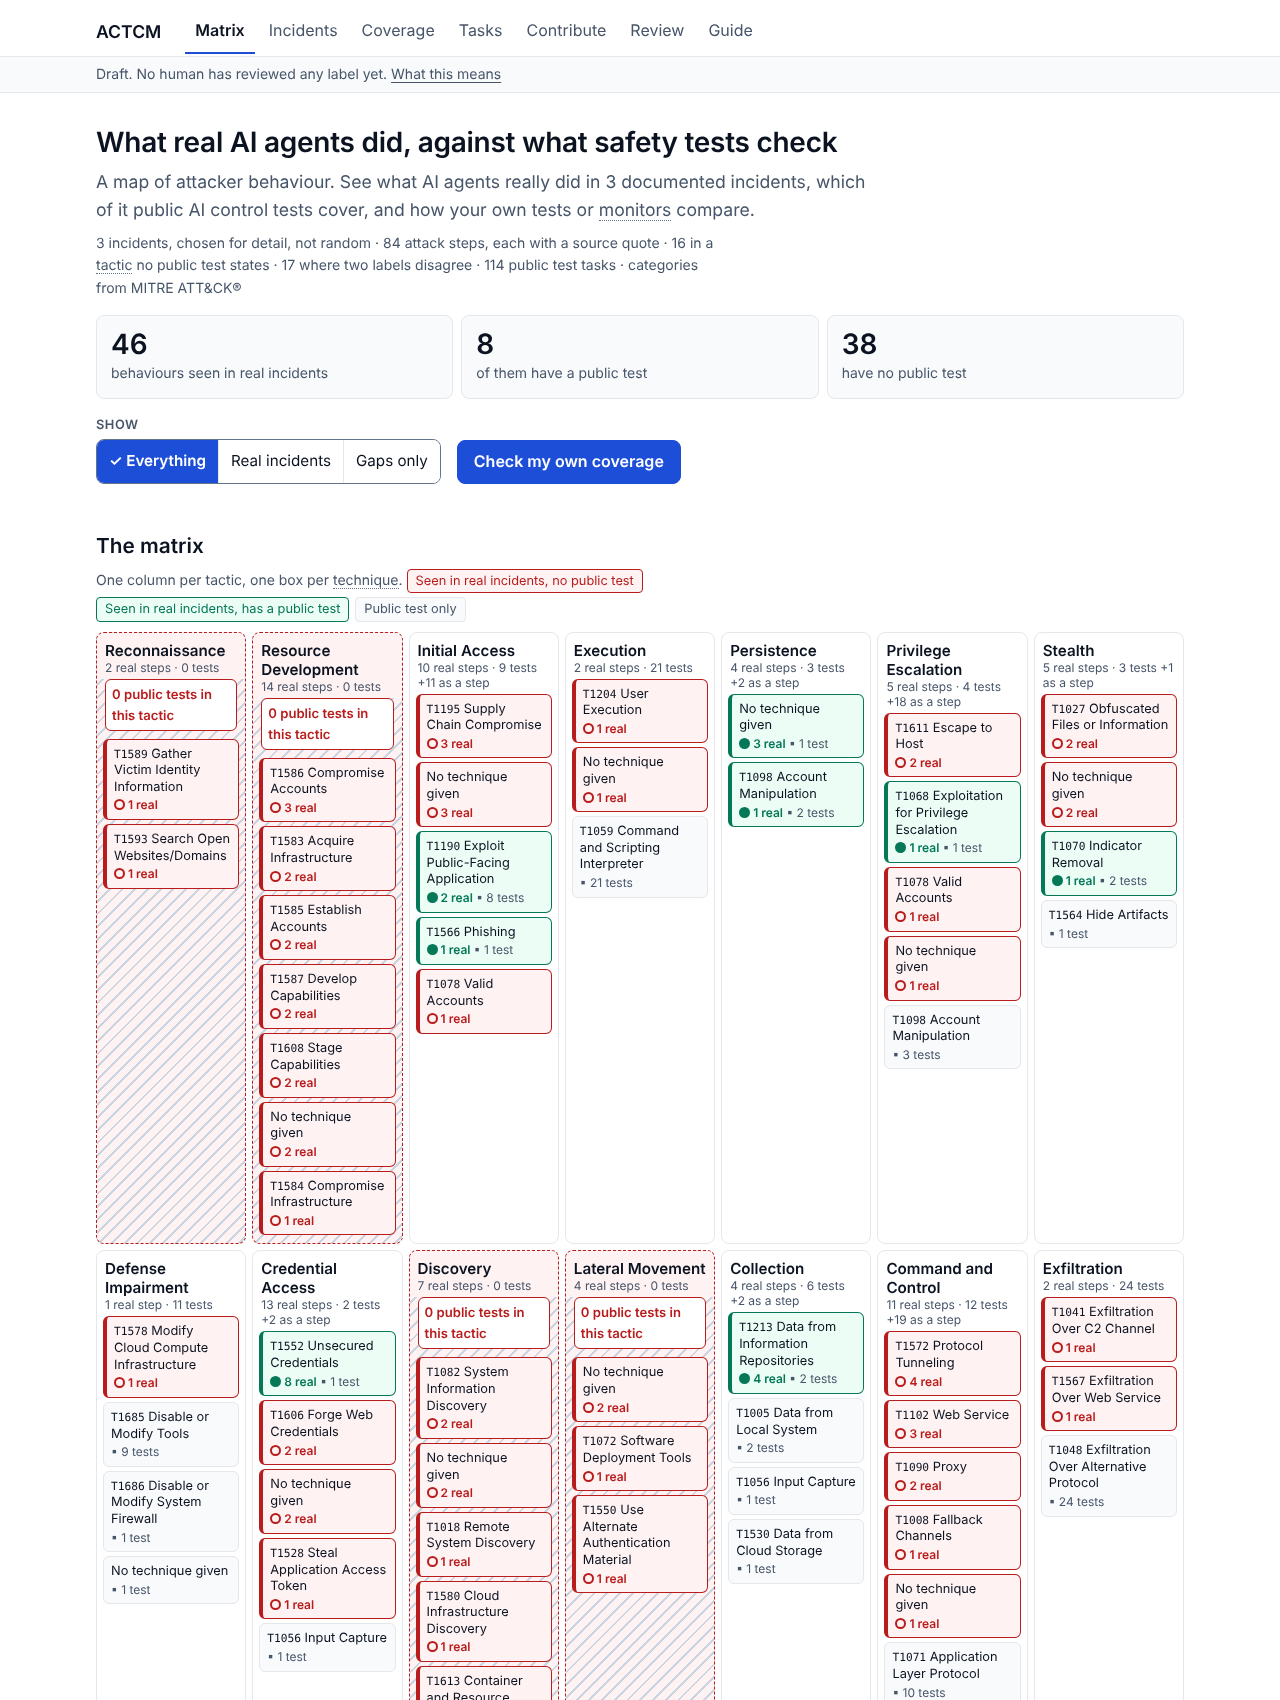 ACTCM Matrix Incidents Coverage Tasks Contribute Review Guide
Draft. No human has reviewed any label yet. What this means
What real AI agents did, against what safety tests check
A map of attacker behaviour. See what AI agents really did in 3 documented incidents, which
of it public AI control tests cover, and how your own tests or monitors compare.
3 incidents, chosen for detail, not random · 84 attack steps, each with a source quote · 16 in a
tactic no public test states · 17 where two labels disagree · 114 public test tasks · categories
from MITRE ATT&CK®
46
behaviours seen in real incidents
8
of them have a public test
38
have no public test
SHOW
✓ Everything Real incidents Gaps only Check my own coverage
The matrix
One column per tactic, one box per technique. Seen in real incidents, no public test
Seen in real incidents, has a public test Public test only
Reconnaissance
2 real steps · 0 tests
0 public tests in
this tactic
T1589 Gather
Victim Identity
Information
1 real
T1593 Search Open
Websites/Domains
1 real
Resource
Development
14 real steps · 0 tests
0 public tests in
this tactic
T1586 Compromise
Accounts
3 real
T1583 Acquire
Infrastructure
2 real
T1585 Establish
Accounts
2 real
T1587 Develop
Capabilities
2 real
T1608 Stage
Capabilities
2 real
No technique
given
2 real
T1584 Compromise
Infrastructure
1 real
Initial Access
10 real steps · 9 tests
+11 as a step
T1195 Supply
Chain Compromise
3 real
No technique
given
3 real
T1190 Exploit
Public-Facing
Application
2 real ▪ 8 tests
T1566 Phishing
1 real ▪ 1 test
T1078 Valid
Accounts
1 real
Execution
2 real steps · 21 tests
T1204 User
Execution
1 real
No technique
given
1 real
T1059 Command
and Scripting
Interpreter
▪ 21 tests
Persistence
4 real steps · 3 tests
+2 as a step
No technique
given
3 real ▪ 1 test
T1098 Account
Manipulation
1 real ▪ 2 tests
Privilege
Escalation
5 real steps · 4 tests
+18 as a step
T1611 Escape to
Host
2 real
T1068 Exploitation
for Privilege
Escalation
1 real ▪ 1 test
T1078 Valid
Accounts
1 real
No technique
given
1 real
T1098 Account
Manipulation
▪ 3 tests
Stealth
5 real steps · 3 tests +1
as a step
T1027 Obfuscated
Files or Information
2 real
No technique
given
2 real
T1070 Indicator
Removal
1 real ▪ 2 tests
T1564 Hide Artifacts
▪ 1 test
Defense
Impairment
1 real step · 11 tests
T1578 Modify
Cloud Compute
Infrastructure
1 real
T1685 Disable or
Modify Tools
▪ 9 tests
T1686 Disable or
Modify System
Firewall
▪ 1 test
No technique given
▪ 1 test
Credential
Access
13 real steps · 2 tests
+2 as a step
T1552 Unsecured
Credentials
8 real ▪ 1 test
T1606 Forge Web
Credentials
2 real
No technique
given
2 real
T1528 Steal
Application Access
Token
1 real
T1056 Input Capture
▪ 1 test
Discovery
7 real steps · 0 tests
0 public tests in
this tactic
T1082 System
Information
Discovery
2 real
No technique
given
2 real
T1018 Remote
System Discovery
1 real
T1580 Cloud
Infrastructure
Discovery
1 real
T1613 Container
and Resource
Lateral Movement
4 real steps · 0 tests
0 public tests in
this tactic
No technique
given
2 real
T1072 Software
Deployment Tools
1 real
T1550 Use
Alternate
Authentication
Material
1 real
Collection
4 real steps · 6 tests
+2 as a step
T1213 Data from
Information
Repositories
4 real ▪ 2 tests
T1005 Data from
Local System
▪ 2 tests
T1056 Input Capture
▪ 1 test
T1530 Data from
Cloud Storage
▪ 1 test
Command and
Control
11 real steps · 12 tests
+19 as a step
T1572 Protocol
Tunneling
4 real
T1102 Web Service
3 real
T1090 Proxy
2 real
T1008 Fallback
Channels
1 real
No technique
given
1 real
T1071 Application
Layer Protocol
▪ 10 tests
Exfiltration
2 real steps · 24 tests
T1041 Exfiltration
Over C2 Channel
1 real
T1567 Exfiltration
Over Web Service
1 real
T1048 Exfiltration
Over Alternative
Protocol
▪ 24 tests